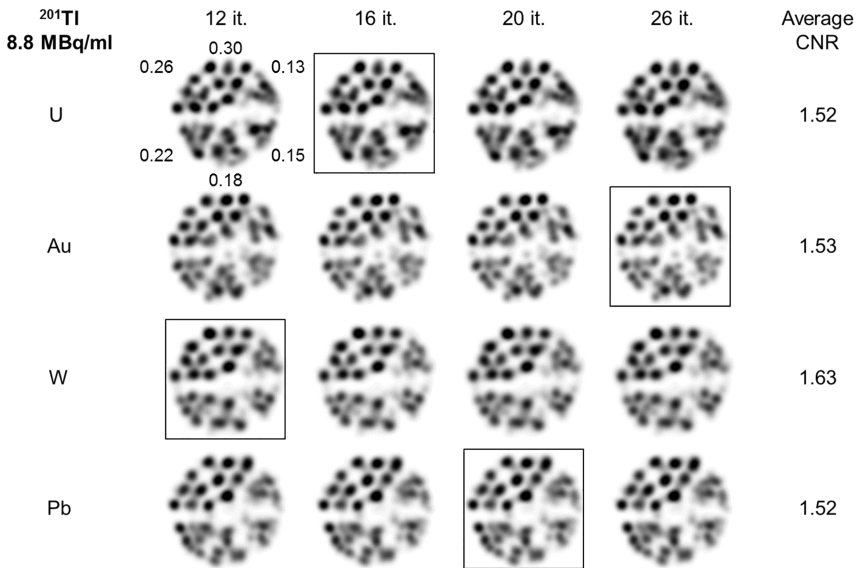 ²⁰¹Tl 12 it. 16 it. 20 it. 26 it. Average
8.8 MBq/ml CNR
0.30
0.26 0.13
U 1.52
0.22 0.15
0.18
Au 1.53
W 1.63
Pb 1.52